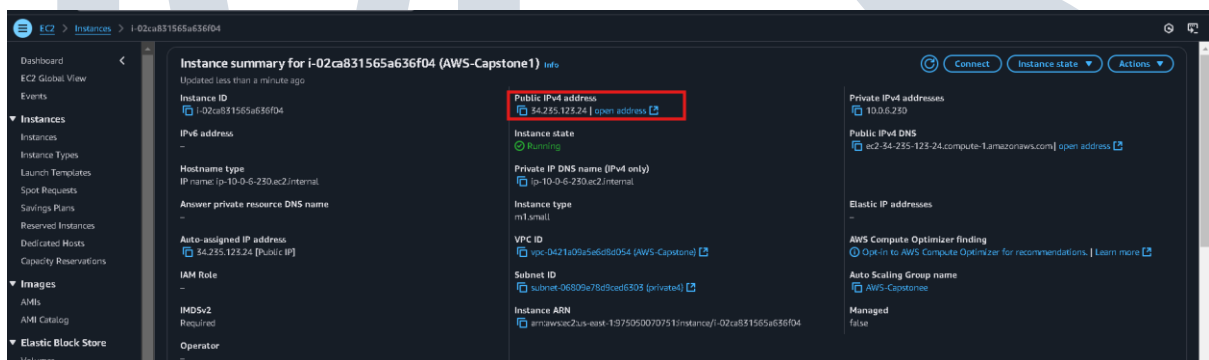 EC2 > Instances > i-02ca831565a636f04
Dashboard
EC2 Global View
Events
Instances
Instances
Instance Types
Launch Templates
Spot Requests
Savings Plans
Reserved Instances
Dedicated Hosts
Capacity Reservations
Images
AMIs
AMI Catalog
Elastic Block Store
Instance summary for i-02ca831565a636f04 (AWS-Capstone1) Info
Updated less than a minute ago
Connect
Instance state
Actions
Instance ID
i-02ca831565a636f04
Public IPv4 address
34.235.123.24 | open address
Private IPv4 addresses
10.0.6.230
IPv6 address
–
Instance state
Running
Public IPv4 DNS
ec2-34-235-123-24.compute-1.amazonaws.com | open address
Hostname type
IP name: ip-10-0-6-230.ec2.internal
Private IP DNS name (IPv4 only)
ip-10-0-6-230.ec2.internal
Answer private resource DNS name
–
Instance type
m1.small
Elastic IP addresses
–
Auto-assigned IP address
34.235.123.24 [Public IP]
VPC ID
vpc-0421a09a5e6d8d054 (AWS-Capstone)
AWS Compute Optimizer finding
Opt-in to AWS Compute Optimizer for recommendations. | Learn more
IAM Role
–
Subnet ID
subnet-06809e78d9ced6303 (private4)
Auto Scaling Group name
AWS-Capstonee
IMDSv2
Required
Instance ARN
arn:aws:ec2:us-east-1:975050070751:instance/i-02ca831565a636f04
Managed
false
Operator